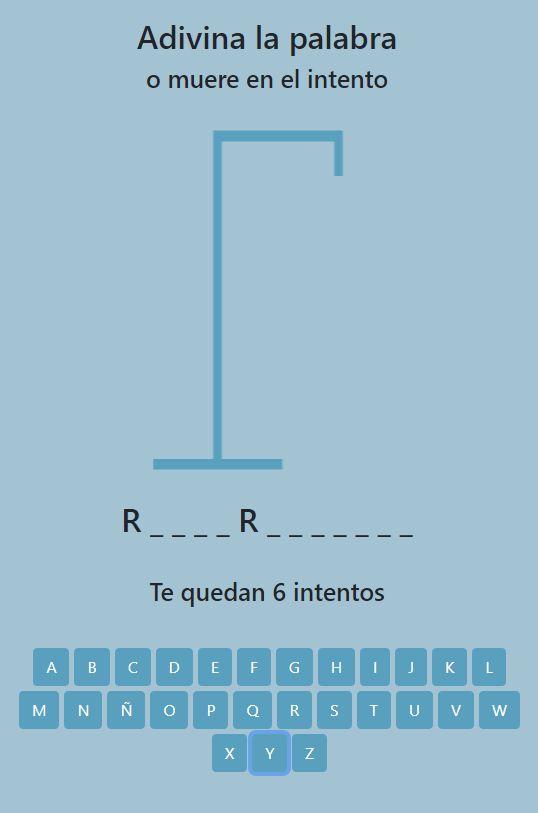 Adivina la palabra
o muere en el intento
R _ _ _ _ R _ _ _ _ _ _ _
Te quedan 6 intentos
A B C D E F G H I J K L
M N Ñ O P Q R S T U V W
X Y Z